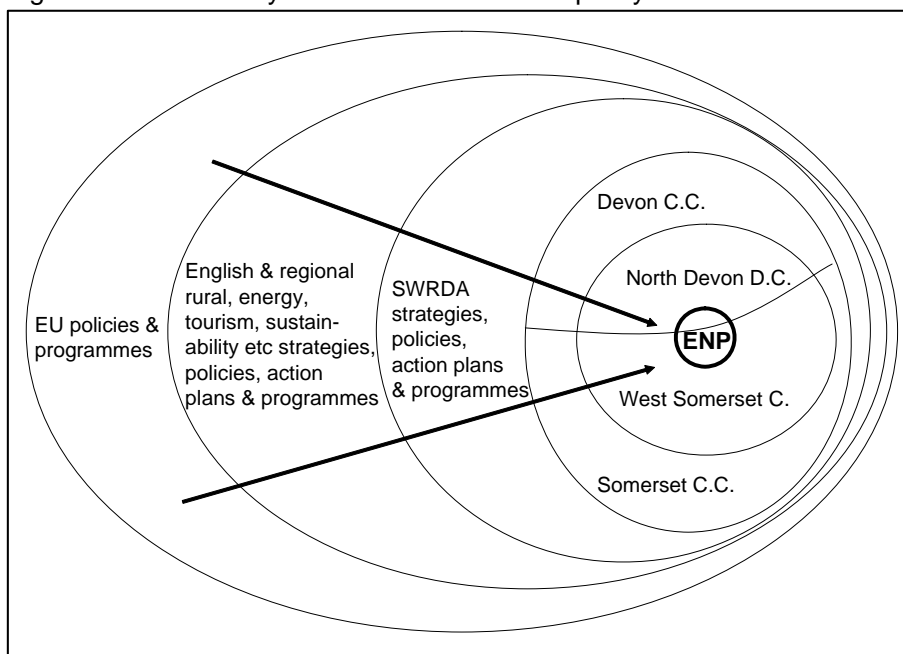 EU policies &
programmes
English & regional
rural, energy,
tourism, sustain-
ability etc strategies,
policies, action
plans & programmes
SWRDA
strategies,
policies,
action plans
& programmes
Devon C.C.
North Devon D.C.
ENP
West Somerset C.
Somerset C.C.